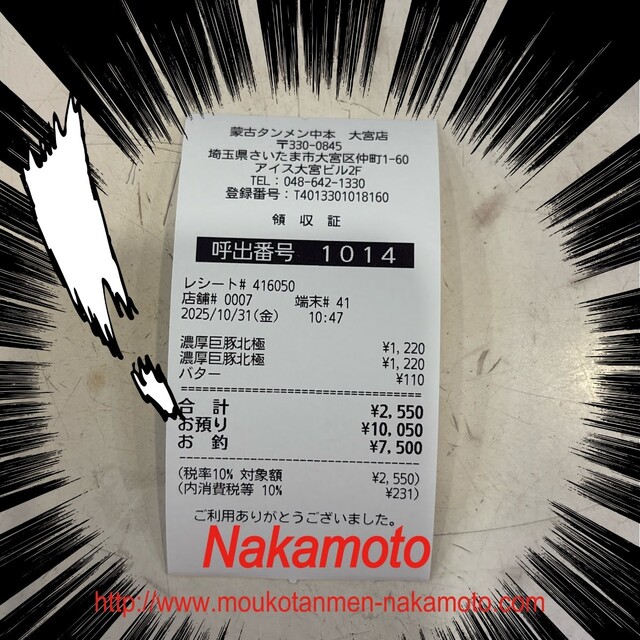 蒙古タンメン中本 大宮店
〒330-0845
埼玉県さいたま市大宮区仲町1-60
アイス大宮ビル2F
TEL：048-642-1330
登録番号：T4013301018160
領 収 証
呼出番号 1014
レシート# 416050
店舗# 0007 端末# 41
2025/10/31(金) 10:47
濃厚巨豚北極 ¥1,220
濃厚巨豚北極 ¥1,220
バター ¥110
合 計 ¥2,550
お預り ¥10,050
お 釣 ¥7,500
(税率10% 対象額 ¥2,550)
(内消費税等 10% ¥231)
ご利用ありがとうございました。
Nakamoto
http://www.moukotanmen-nakamoto.com